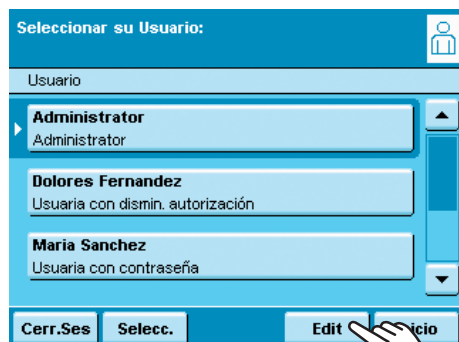 Seleccionar su Usuario:
Usuario
Administrator
Administrator
Dolores Fernandez
Usuaria con dismin. autorización
Maria Sanchez
Usuaria con contraseña
Cerr.Ses Selecc. Edit